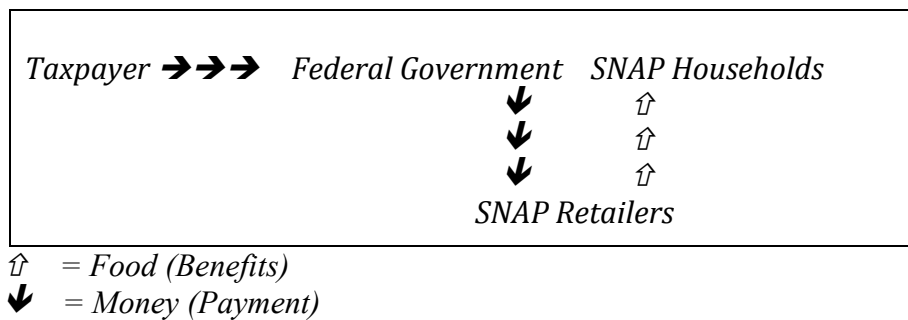 Taxpayer ➔➔➔ Federal Government SNAP Households
🡻 ⇧
🡻 ⇧
🡻 ⇧
SNAP Retailers
⇧ = Food (Benefits)
🡻 = Money (Payment)